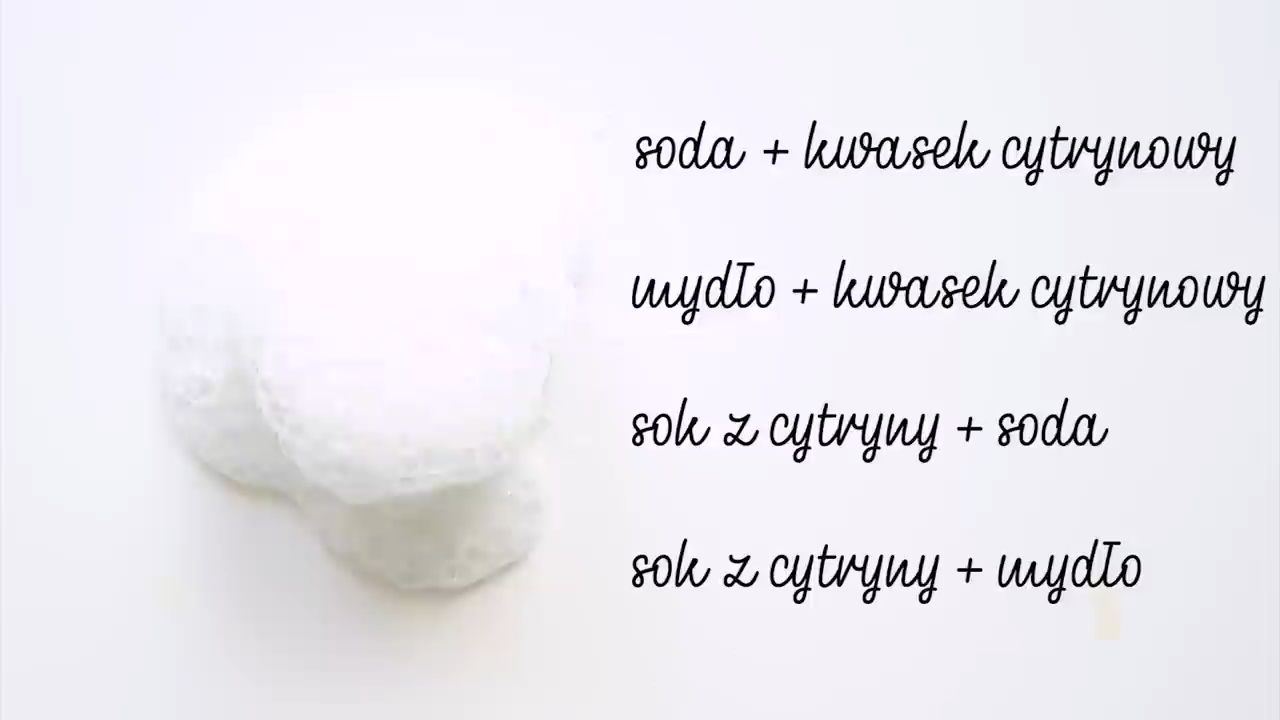 soda + kwasek cytrynowy
mydło + kwasek cytrynowy
sok z cytryny + soda
sok z cytryny + mydło